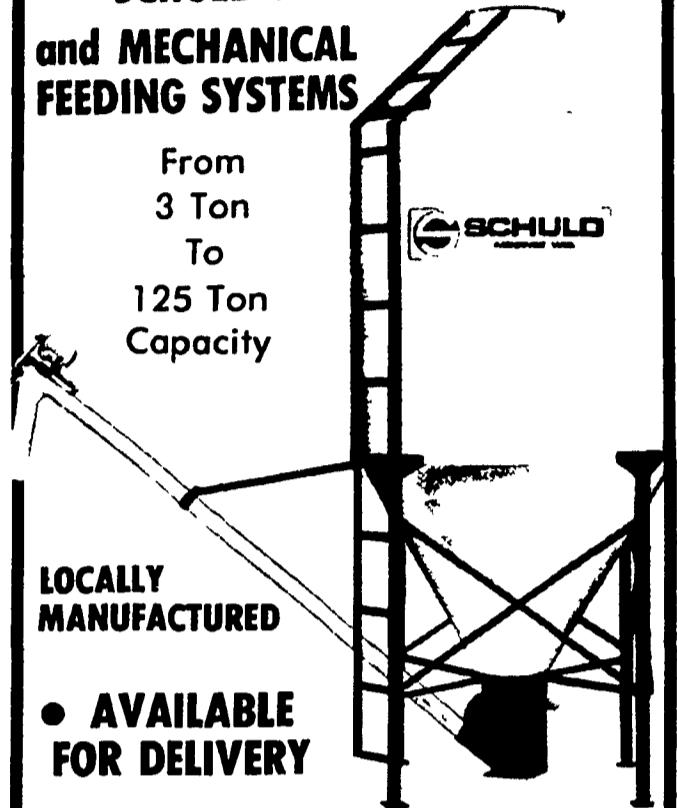 and MECHANICAL
FEEDING SYSTEMS
From
3 Ton
To
125 Ton
Capacity
SCHULD
LOCALLY
MANUFACTURED
● AVAILABLE
FOR DELIVERY